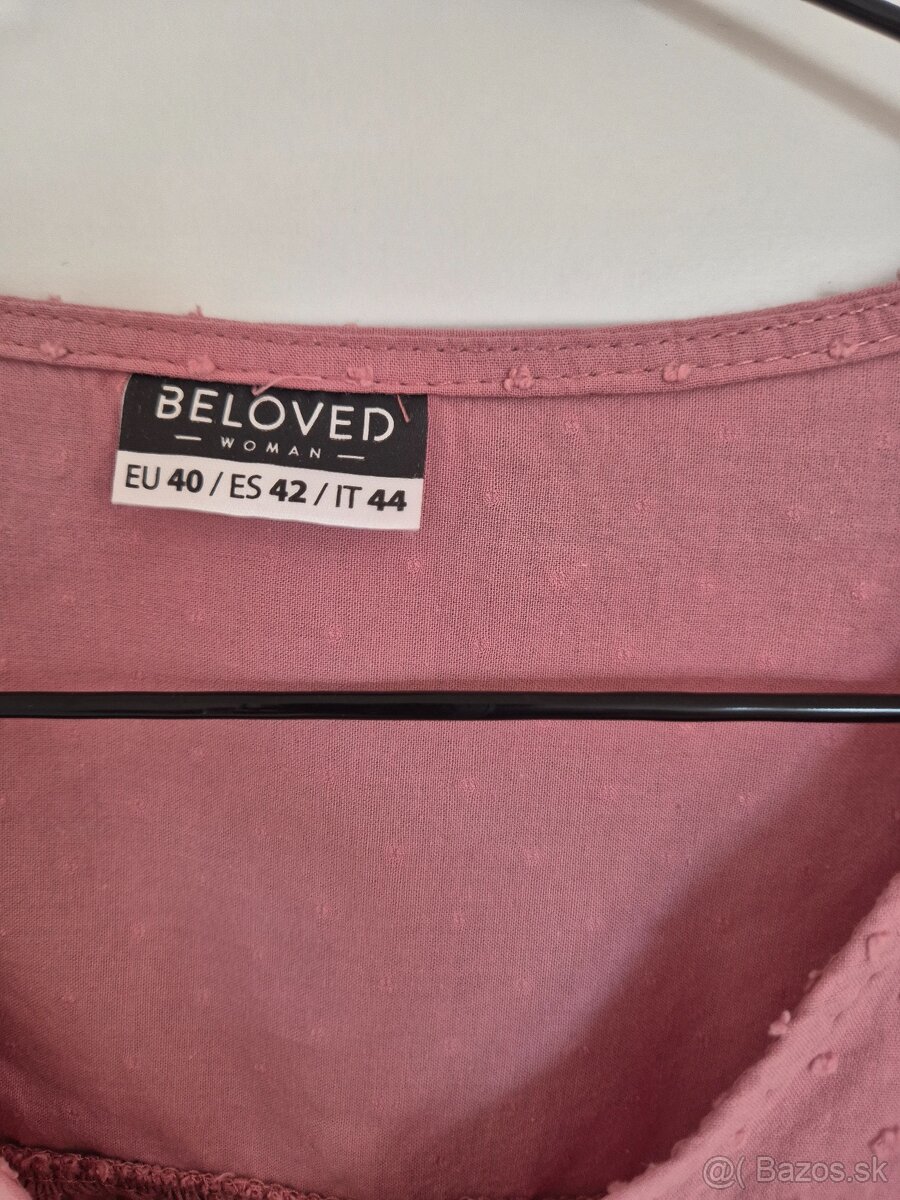 BELOVED
WOMAN
EU 40 / ES 42 / IT 44
@( Bazos.sk